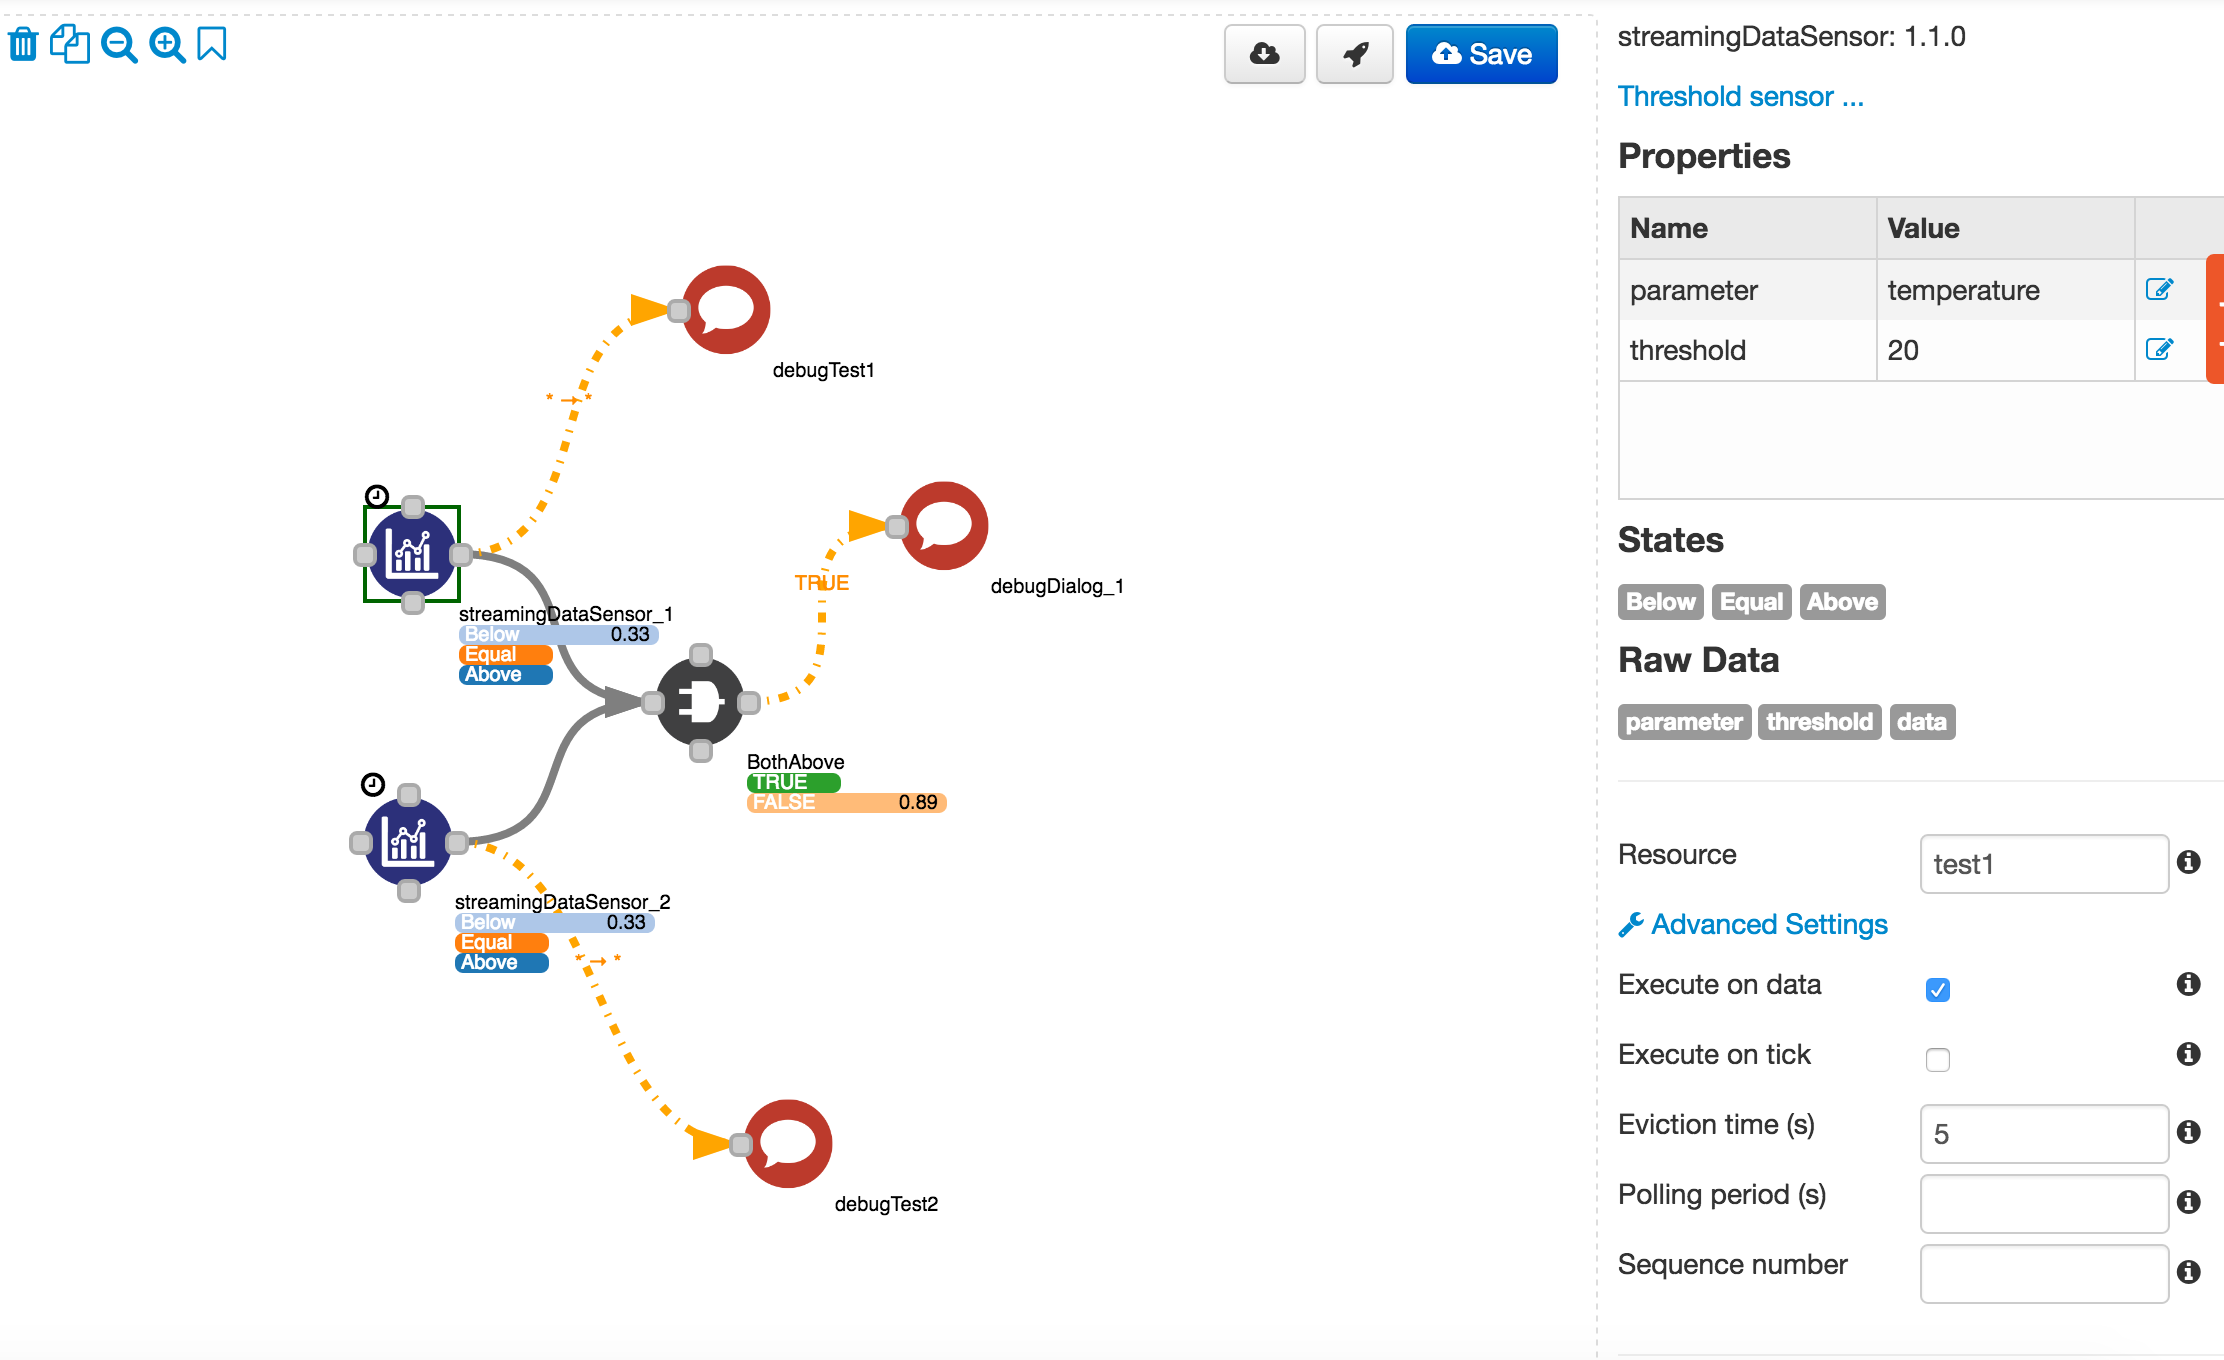 Save
debugTest1
* → *
streamingDataSensor_1
Below 0.33
Equal
Above
TRUE
debugDialog_1
BothAbove
TRUE
FALSE 0.89
streamingDataSensor_2
Below 0.33
Equal
Above
* → *
debugTest2
streamingDataSensor: 1.1.0
Threshold sensor ...
Properties
Name Value
parameter temperature
threshold 20
States
Below Equal Above
Raw Data
parameter threshold data
Resource test1
Advanced Settings
Execute on data
Execute on tick
Eviction time (s) 5
Polling period (s)
Sequence number